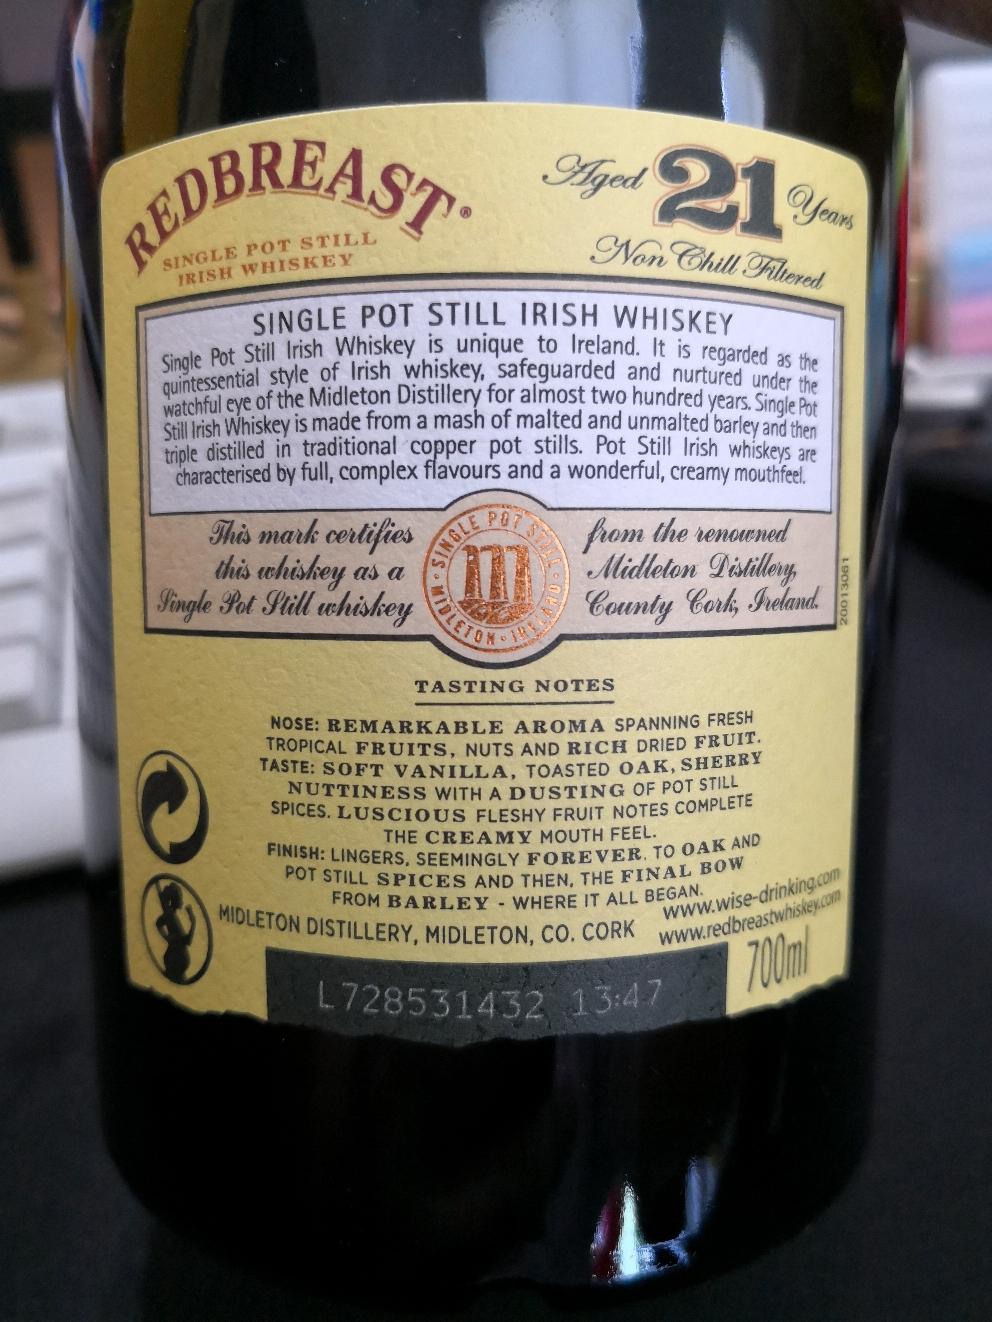 REDBREAST®
SINGLE POT STILL
IRISH WHISKEY
Aged 21 Years
Non Chill Filtered
SINGLE POT STILL IRISH WHISKEY
Single Pot Still Irish Whiskey is unique to Ireland. It is regarded as the
quintessential style of Irish whiskey, safeguarded and nurtured under the
watchful eye of the Midleton Distillery for almost two hundred years. Single Pot
Still Irish Whiskey is made from a mash of malted and unmalted barley and then
triple distilled in traditional copper pot stills. Pot Still Irish whiskeys are
characterised by full, complex flavours and a wonderful, creamy mouthfeel.
This mark certifies
this whiskey as a
Single Pot Still whiskey
SINGLE POT STILL
MIDLETON · IRELAND
from the renowned
Midleton Distillery,
County Cork, Ireland.
20013061
TASTING NOTES
NOSE: REMARKABLE AROMA SPANNING FRESH
TROPICAL FRUITS, NUTS AND RICH DRIED FRUIT.
TASTE: SOFT VANILLA, TOASTED OAK, SHERRY
NUTTINESS WITH A DUSTING OF POT STILL
SPICES. LUSCIOUS FLESHY FRUIT NOTES COMPLETE
THE CREAMY MOUTH FEEL.
FINISH: LINGERS, SEEMINGLY FOREVER. TO OAK AND
POT STILL SPICES AND THEN, THE FINAL BOW
FROM BARLEY - WHERE IT ALL BEGAN.
MIDLETON DISTILLERY, MIDLETON, CO. CORK
www.wise-drinking.com
www.redbreastwhiskey.com
700ml
L728531432 13:47